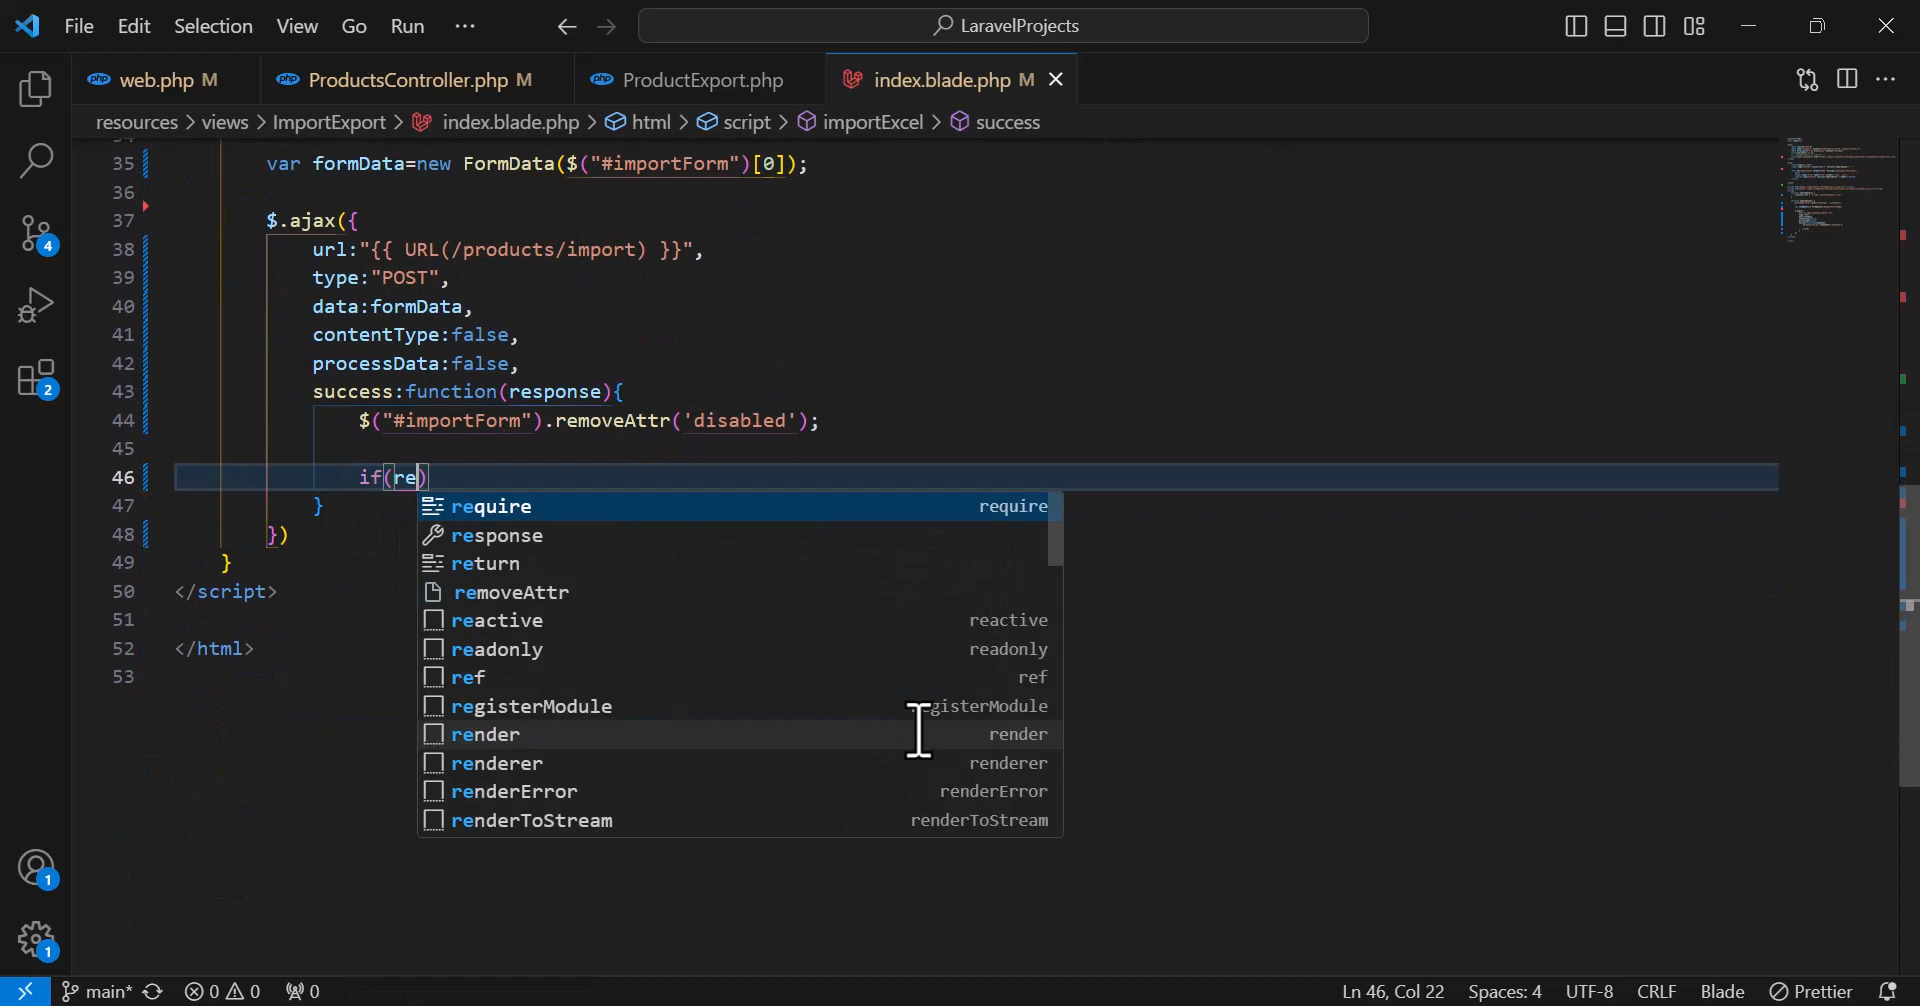 File Edit Selection View Go Run ··· LaravelProjects
web.php M ProductsController.php M ProductExport.php index.blade.php M
resources > views > ImportExport > index.blade.php > html > script > importExcel > success
35 var formData=new FormData($("#importForm")[0]);
36
37 $.ajax({
38 url:"{{ URL(/products/import) }}",
39 type:"POST",
40 data:formData,
41 contentType:false,
42 processData:false,
43 success:function(response){
44 $("#importForm").removeAttr('disabled');
45
46 if(re)
47 }
48 })
49 }
50 </script>
51
52 </html>
53
require require
response
return
removeAttr
reactive reactive
readonly readonly
ref ref
registerModule
render render
renderer renderer
renderError renderError
renderToStream renderToStream
4
2
1
1
main* 0 0 0 Ln 46, Col 22 Spaces: 4 UTF-8 CRLF Blade Prettier